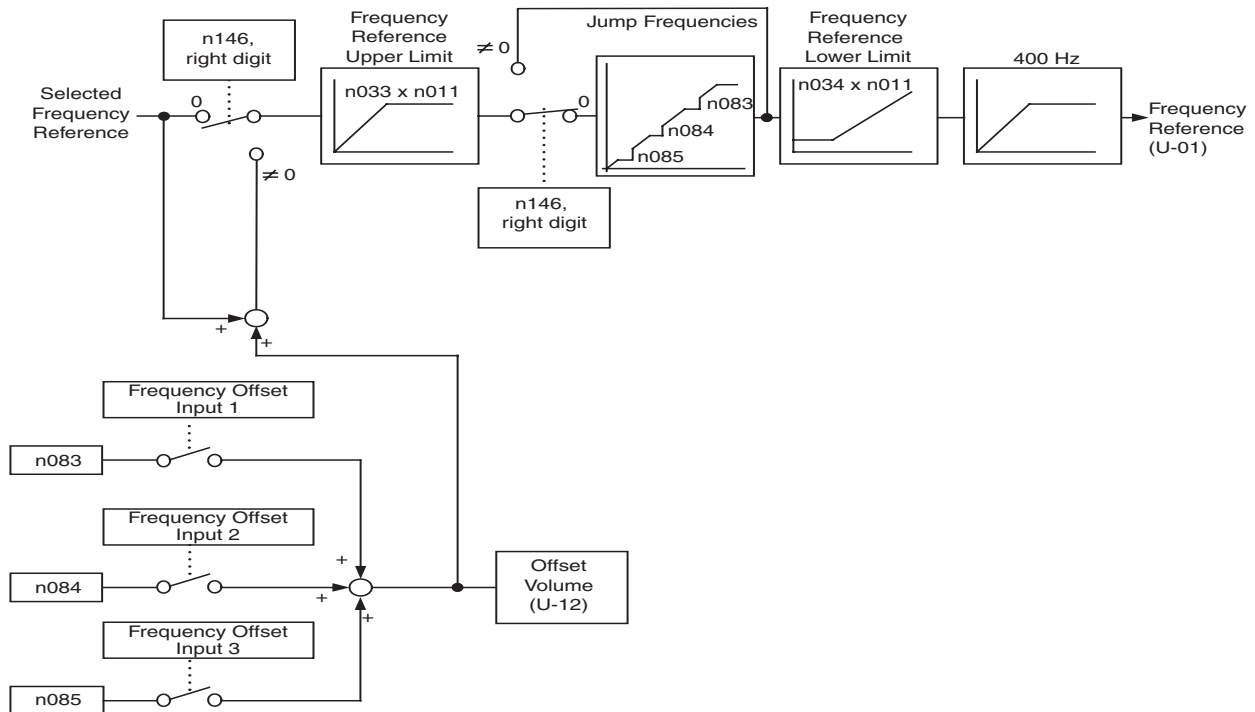 n146,
right digit
Frequency
Reference
Upper Limit
Jump Frequencies
Frequency
Reference
Lower Limit
400 Hz
Selected
Frequency
Reference
0
≠ 0
n033 x n011
≠ 0
0
n083
n084
n085
n034 x n011
Frequency
Reference
(U-01)
n146,
right digit
+
+
Frequency Offset
Input 1
n083
Frequency Offset
Input 2
n084
+
+
+
Offset
Volume
(U-12)
Frequency Offset
Input 3
n085